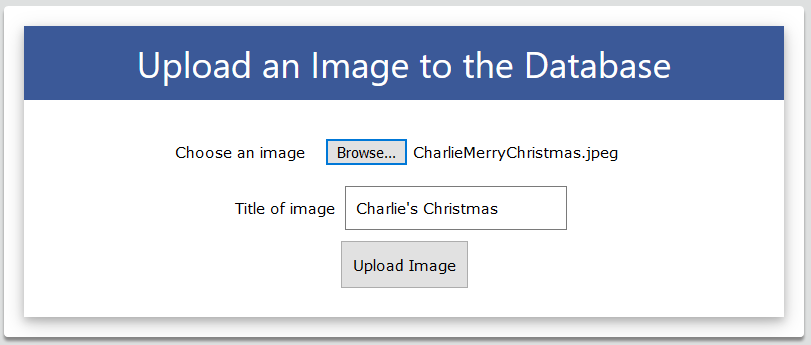 Upload an Image to the Database
Choose an image Browse... CharlieMerryChristmas.jpeg
Title of image Charlie's Christmas
Upload Image